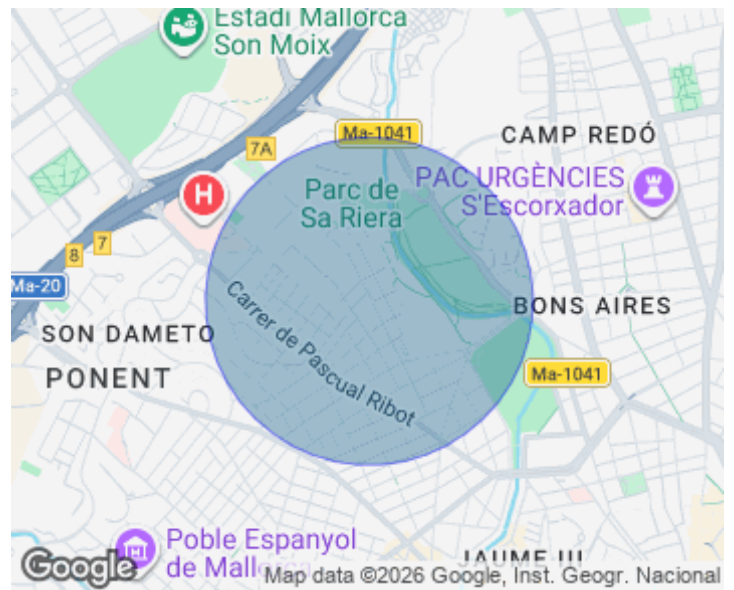 Estadi Mallorca
Son Moix
Ma-1041
7A
CAMP REDÓ
PAC URGÈNCIES
S'Escorxador
H
Parc de
Sa Riera
7
8
Ma-20
Carrer de Pascual Ribot
BONS AIRES
SON DAMETO
PONENT
Ma-1041
Poble Espanyol
de Mallorca
JAUME III
Google
Map data ©2026 Google, Inst. Geogr. Nacional